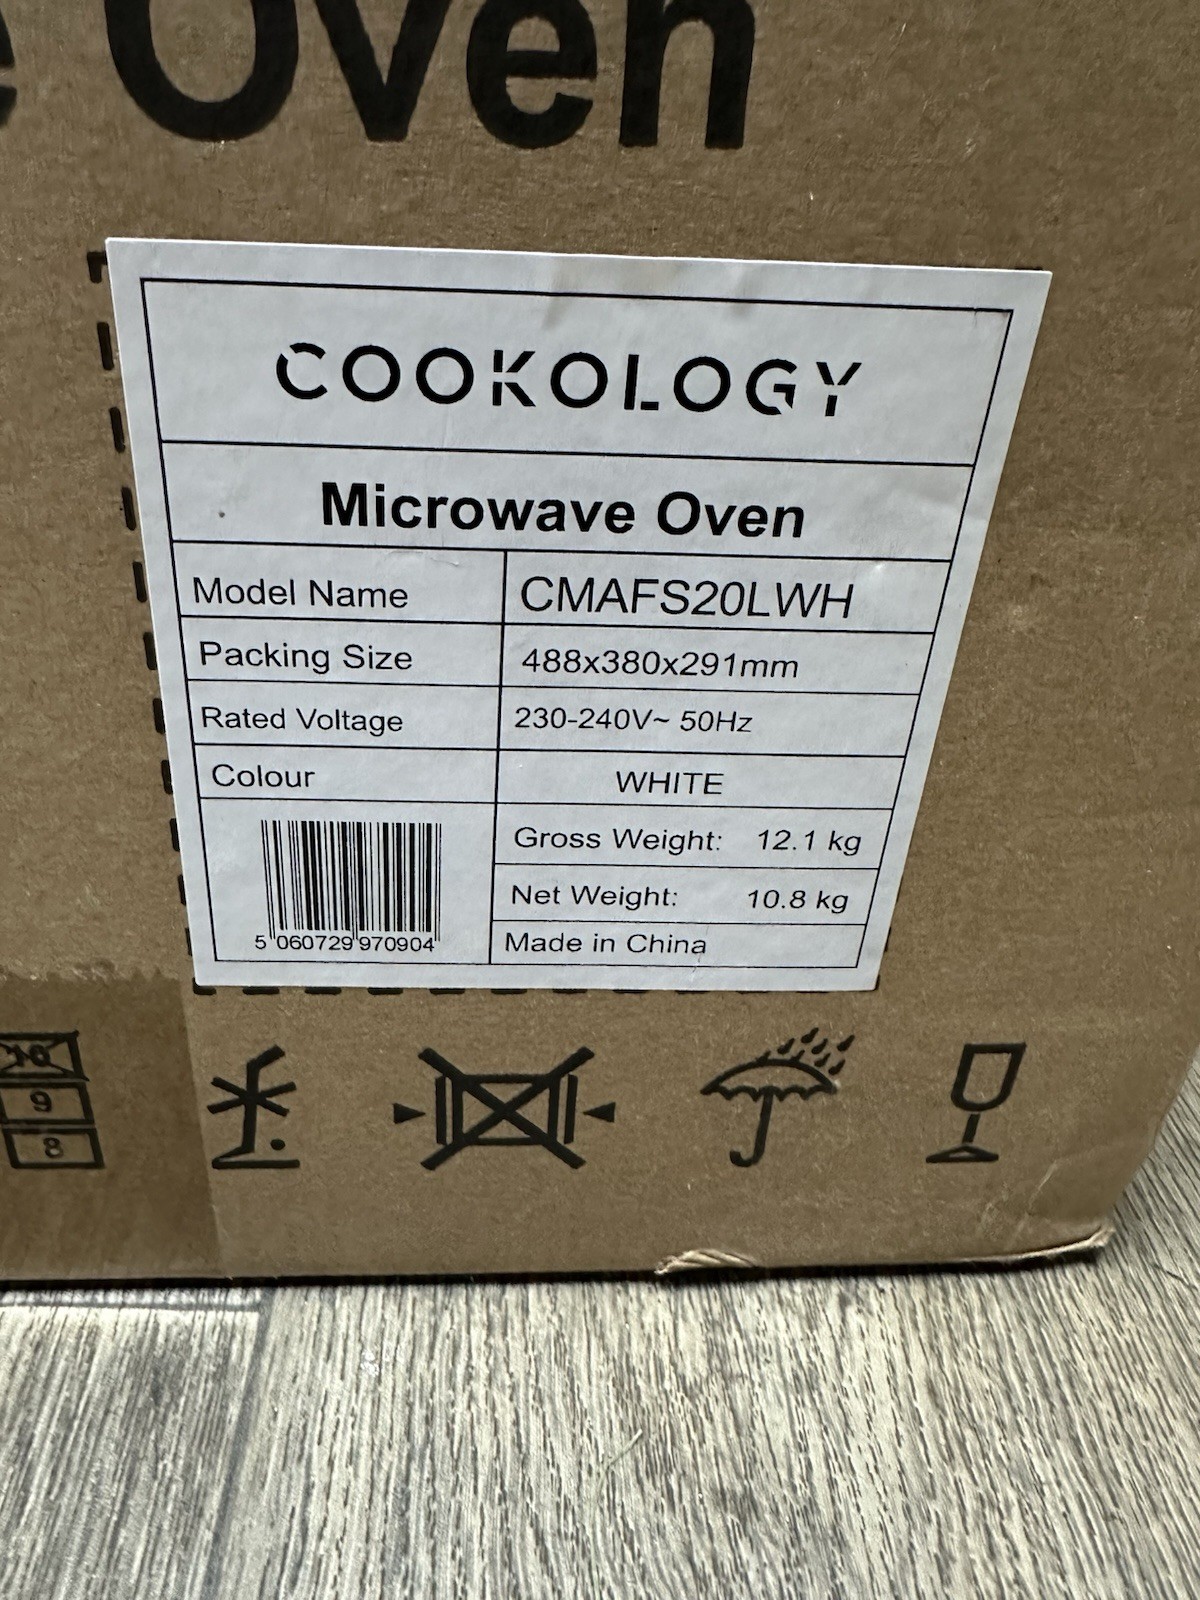 Oven
COOKOLOGY
Microwave Oven
Model Name CMAFS20LWH
Packing Size 488x380x291mm
Rated Voltage 230-240V~ 50Hz
Colour WHITE
Gross Weight: 12.1 kg
Net Weight: 10.8 kg
Made in China
5 060729 970904
10
9
8